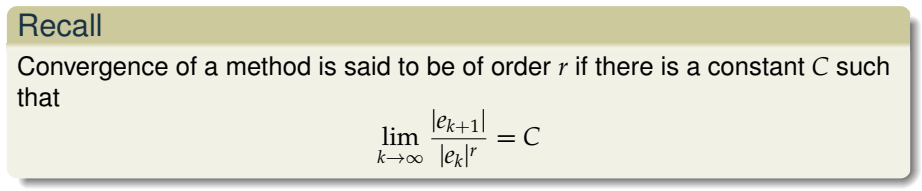 Recall
Convergence of a method is said to be of order r if there is a constant C such
that
lim_{k→∞} |e_{k+1}| / |e_k|^r = C